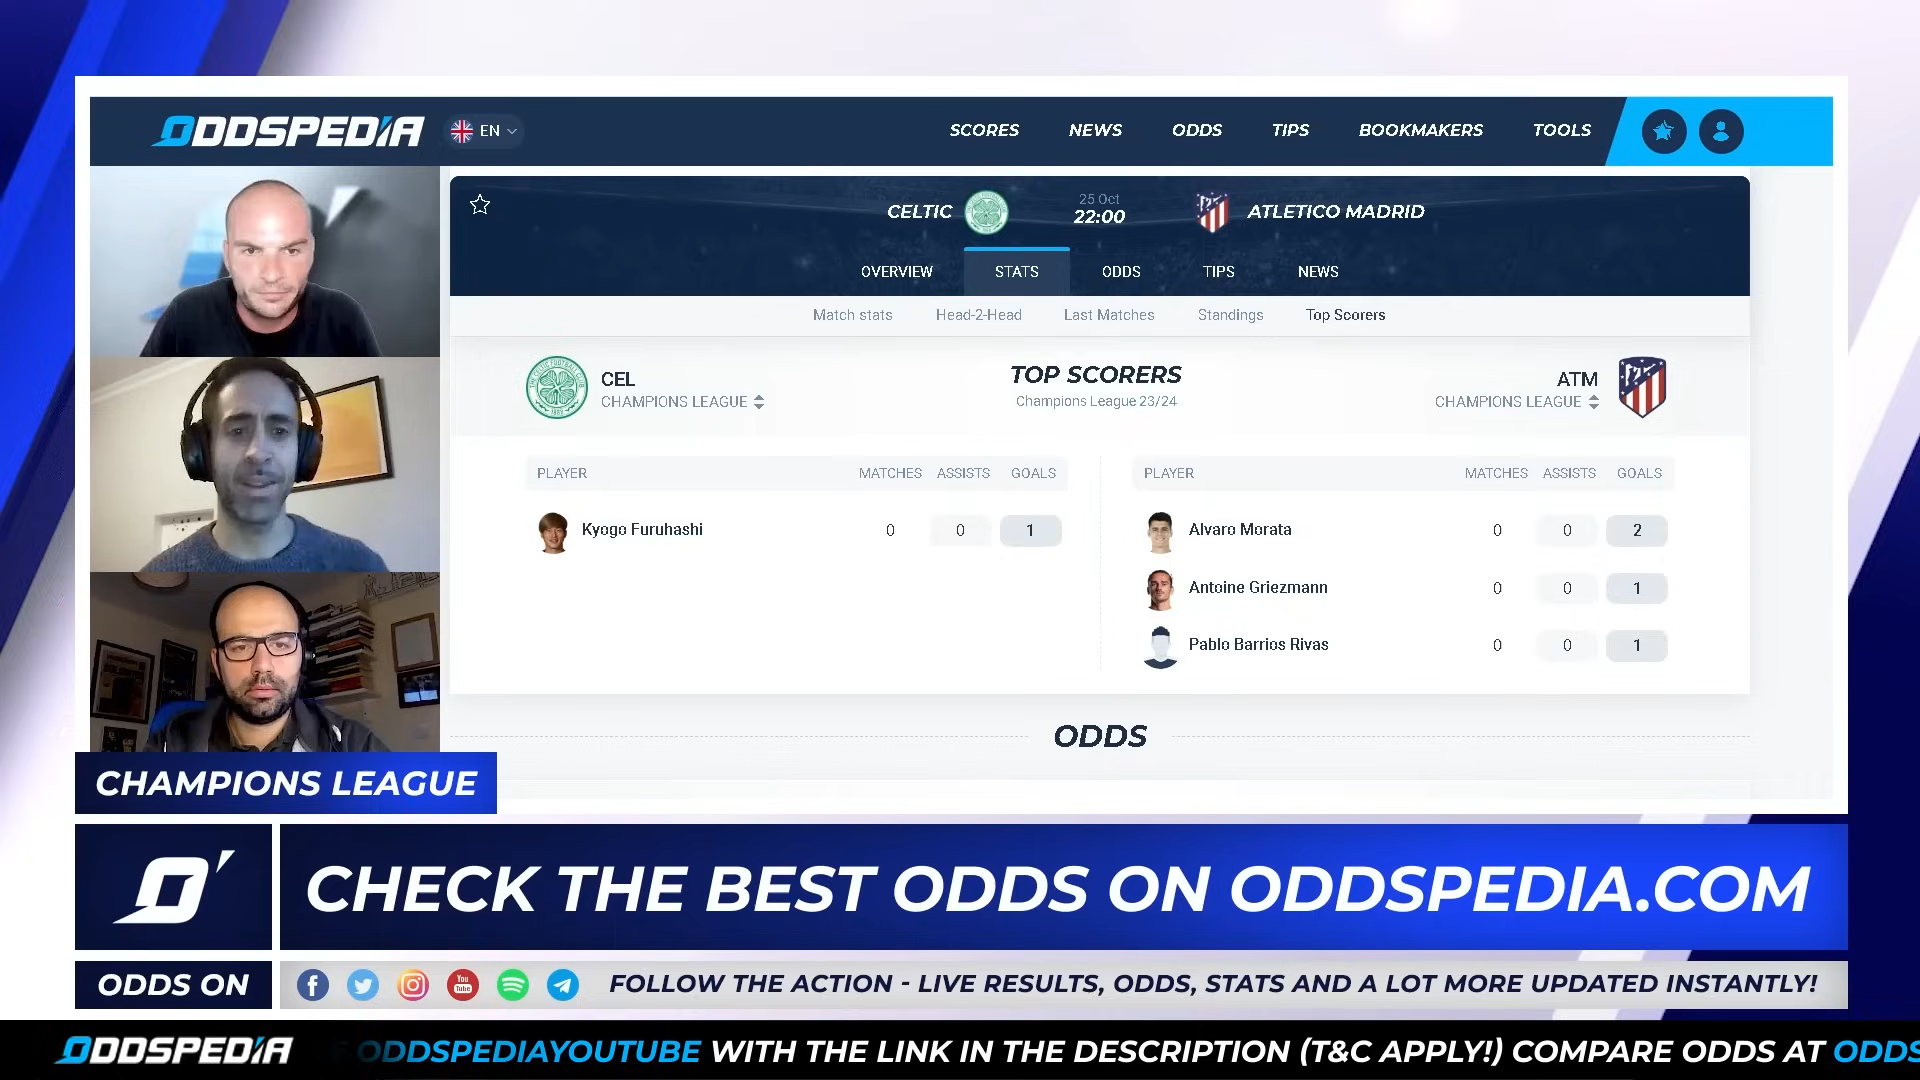 ODDSPEDIA EN SCORES NEWS ODDS TIPS BOOKMAKERS TOOLS
CELTIC 25 Oct 22:00 ATLETICO MADRID
OVERVIEW STATS ODDS TIPS NEWS
Match stats Head-2-Head Last Matches Standings Top Scorers
CEL TOP SCORERS ATM
CHAMPIONS LEAGUE Champions League 23/24 CHAMPIONS LEAGUE
PLAYER MATCHES ASSISTS GOALS PLAYER MATCHES ASSISTS GOALS
Kyogo Furuhashi 0 0 1 Alvaro Morata 0 0 2
Antoine Griezmann 0 0 1
Pablo Barrios Rivas 0 0 1
ODDS
CHAMPIONS LEAGUE
CHECK THE BEST ODDS ON ODDSPEDIA.COM
ODDS ON FOLLOW THE ACTION - LIVE RESULTS, ODDS, STATS AND A LOT MORE UPDATED INSTANTLY!
ODDSPEDIA ODDSPEDIAYOUTUBE WITH THE LINK IN THE DESCRIPTION (T&C APPLY!) COMPARE ODDS AT ODDS